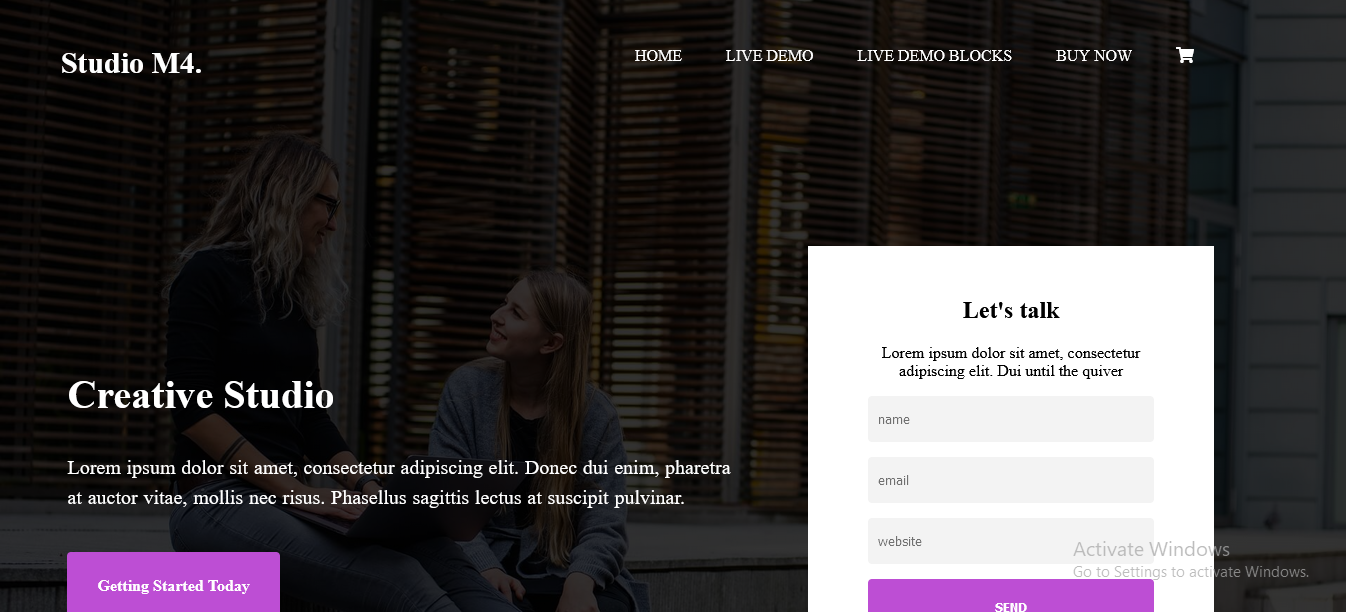 Studio M4.
HOME LIVE DEMO LIVE DEMO BLOCKS BUY NOW
Creative Studio
Lorem ipsum dolor sit amet, consectetur adipiscing elit. Donec dui enim, pharetra
at auctor vitae, mollis nec risus. Phasellus sagittis lectus at suscipit pulvinar.
Getting Started Today
Let's talk
Lorem ipsum dolor sit amet, consectetur
adipiscing elit. Dui until the quiver
name
email
website
SEND
Activate Windows
Go to Settings to activate Windows.